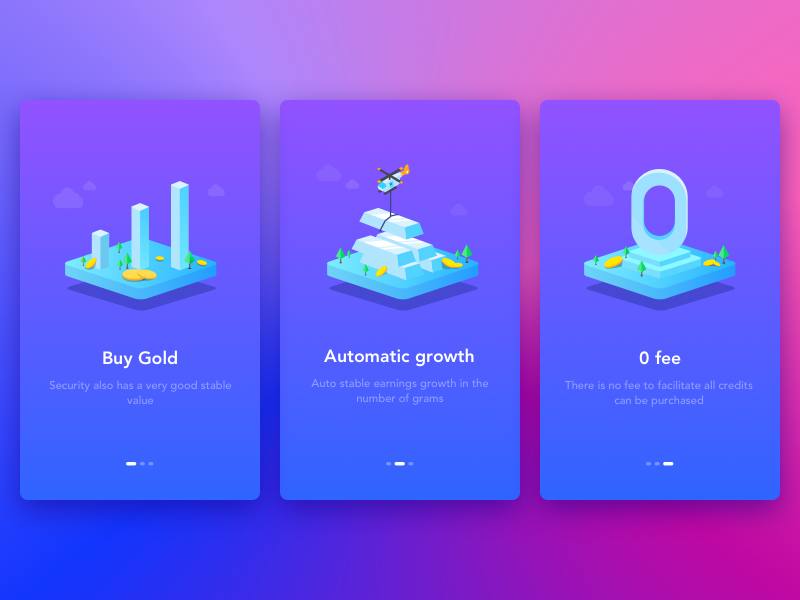 Buy Gold
Security also has a very good stable
value
Automatic growth
Auto stable earnings growth in the
number of grams
0 fee
There is no fee to facilitate all credits
can be purchased